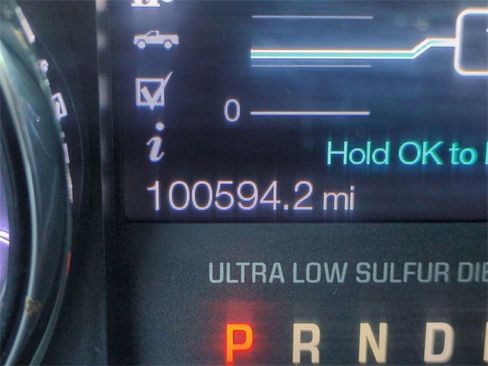 0
i
Hold OK to
100594.2 mi
ULTRA LOW SULFUR
P R N D